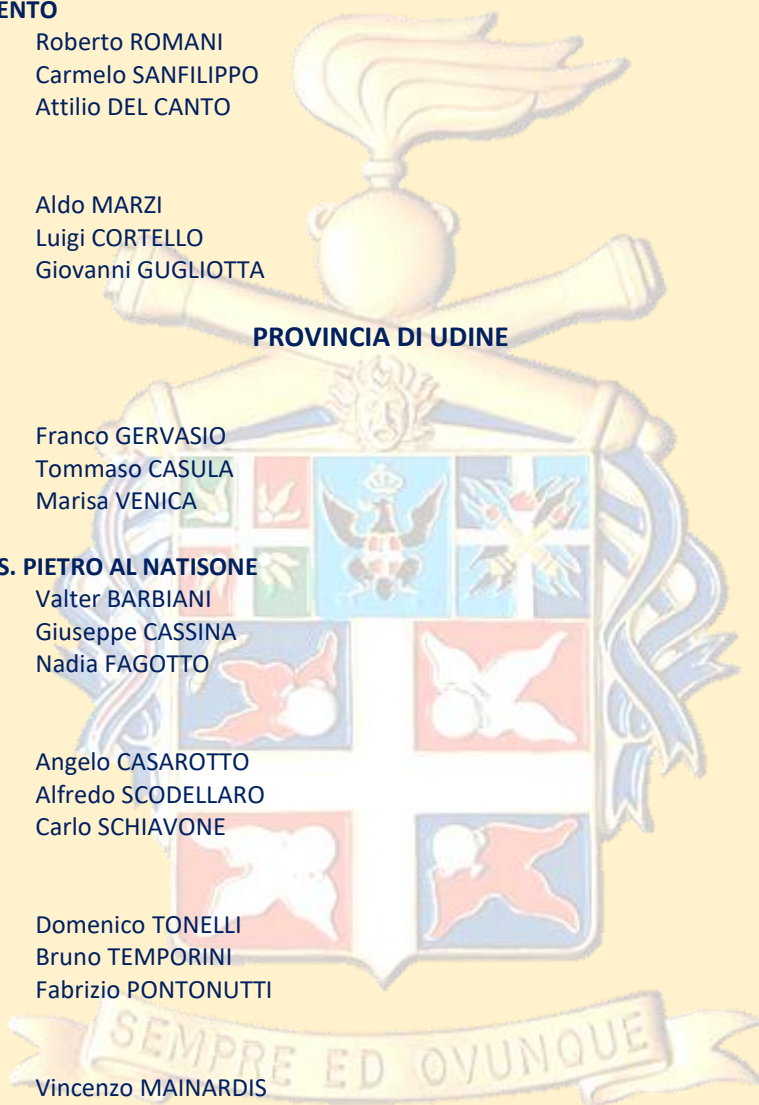 ENTO
Roberto ROMANI
Carmelo SANFILIPPO
Attilio DEL CANTO
Aldo MARZI
Luigi CORTELLO
Giovanni GUGLIOTTA
PROVINCIA DI UDINE
Franco GERVASIO
Tommaso CASULA
Marisa VENICA
S. PIETRO AL NATISONE
Valter BARBIANI
Giuseppe CASSINA
Nadia FAGOTTO
Angelo CASAROTTO
Alfredo SCODELLARO
Carlo SCHIAVONE
Domenico TONELLI
Bruno TEMPORINI
Fabrizio PONTONUTTI
SEMPRE ED OVUNQUE
Vincenzo MAINARDIS